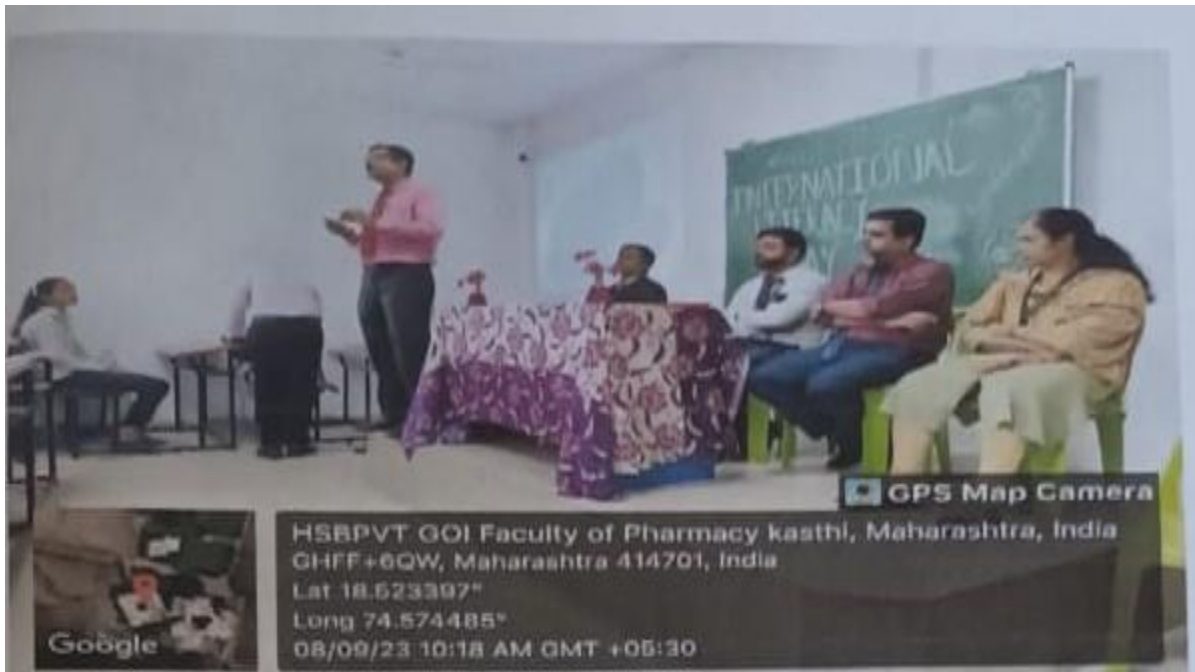 INTERNATIONAL
DAY
GPS Map Camera
HSBPVT GOI Faculty of Pharmacy kasthi, Maharashtra, India
GHFF+6QW, Maharashtra 414701, India
Lat 18.523397°
Long 74.574485°
08/09/23 10:18 AM GMT +05:30
Google